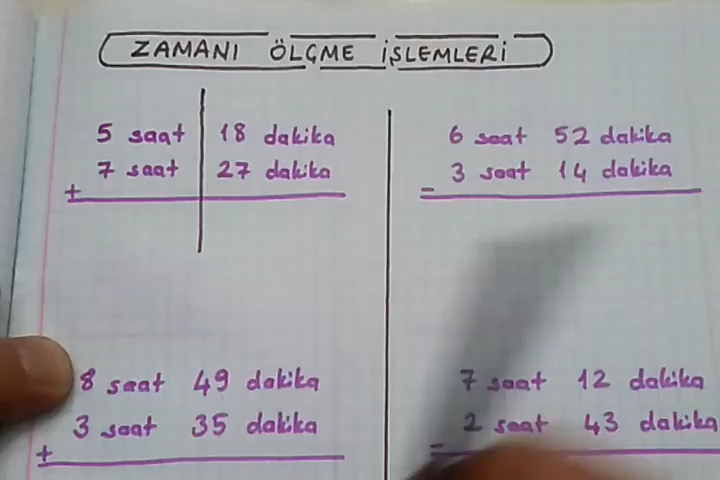 ZAMANI ÖLÇME İŞLEMLERİ
5 saat 18 dakika
7 saat 27 dakika
+
6 saat 52 dakika
3 saat 14 dakika
-
8 saat 49 dakika
3 saat 35 dakika
+
7 saat 12 dakika
2 saat 43 dakika
-